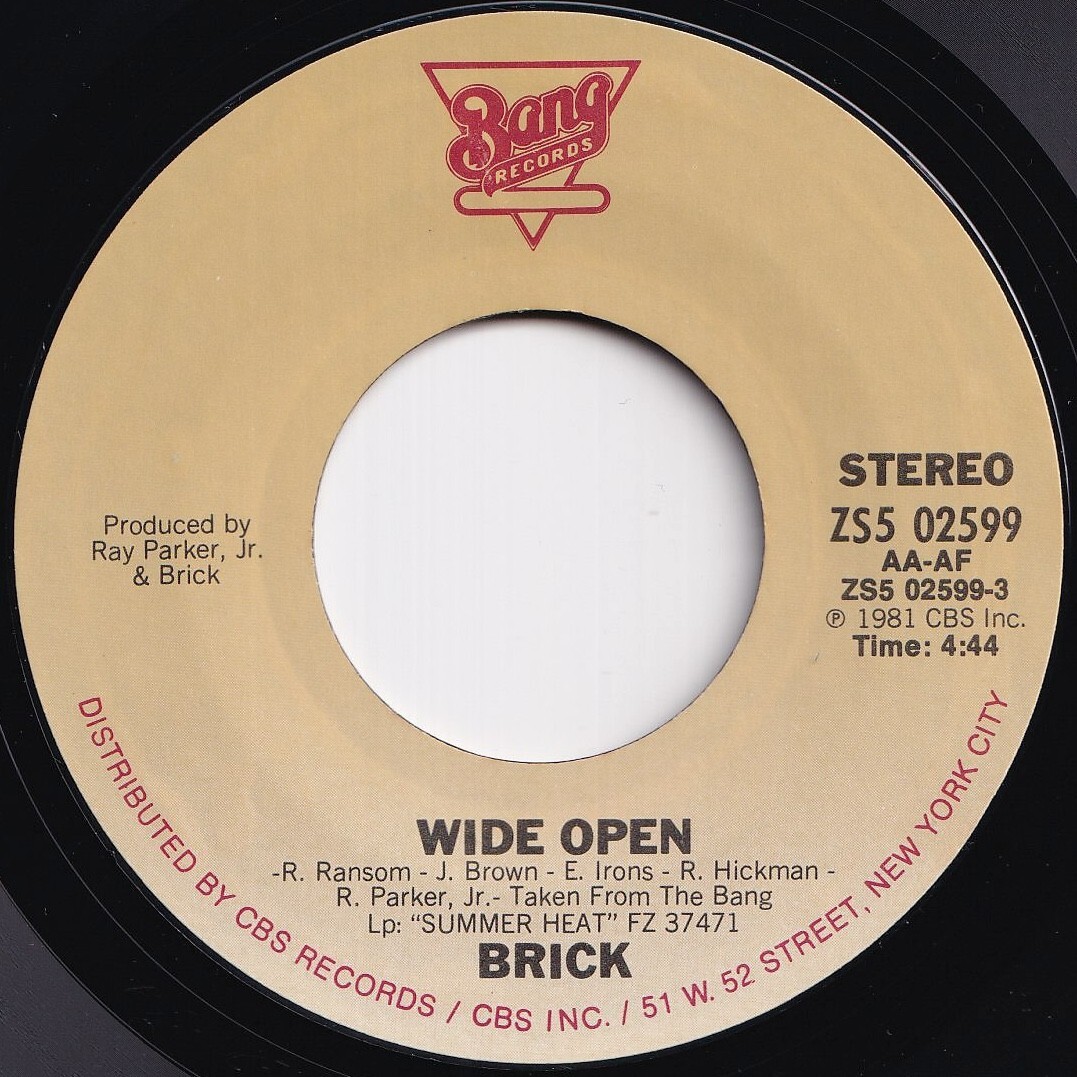 Bang
RECORDS
STEREO
ZS5 02599
AA-AF
ZS5 02599-3
℗ 1981 CBS Inc.
Time: 4:44
Produced by
Ray Parker, Jr.
& Brick
WIDE OPEN
-R. Ransom - J. Brown - E. Irons - R. Hickman -
R. Parker, Jr.- Taken From The Bang
Lp: “SUMMER HEAT” FZ 37471
BRICK
DISTRIBUTED BY CBS RECORDS / CBS INC. / 51 W. 52 STREET, NEW YORK CITY